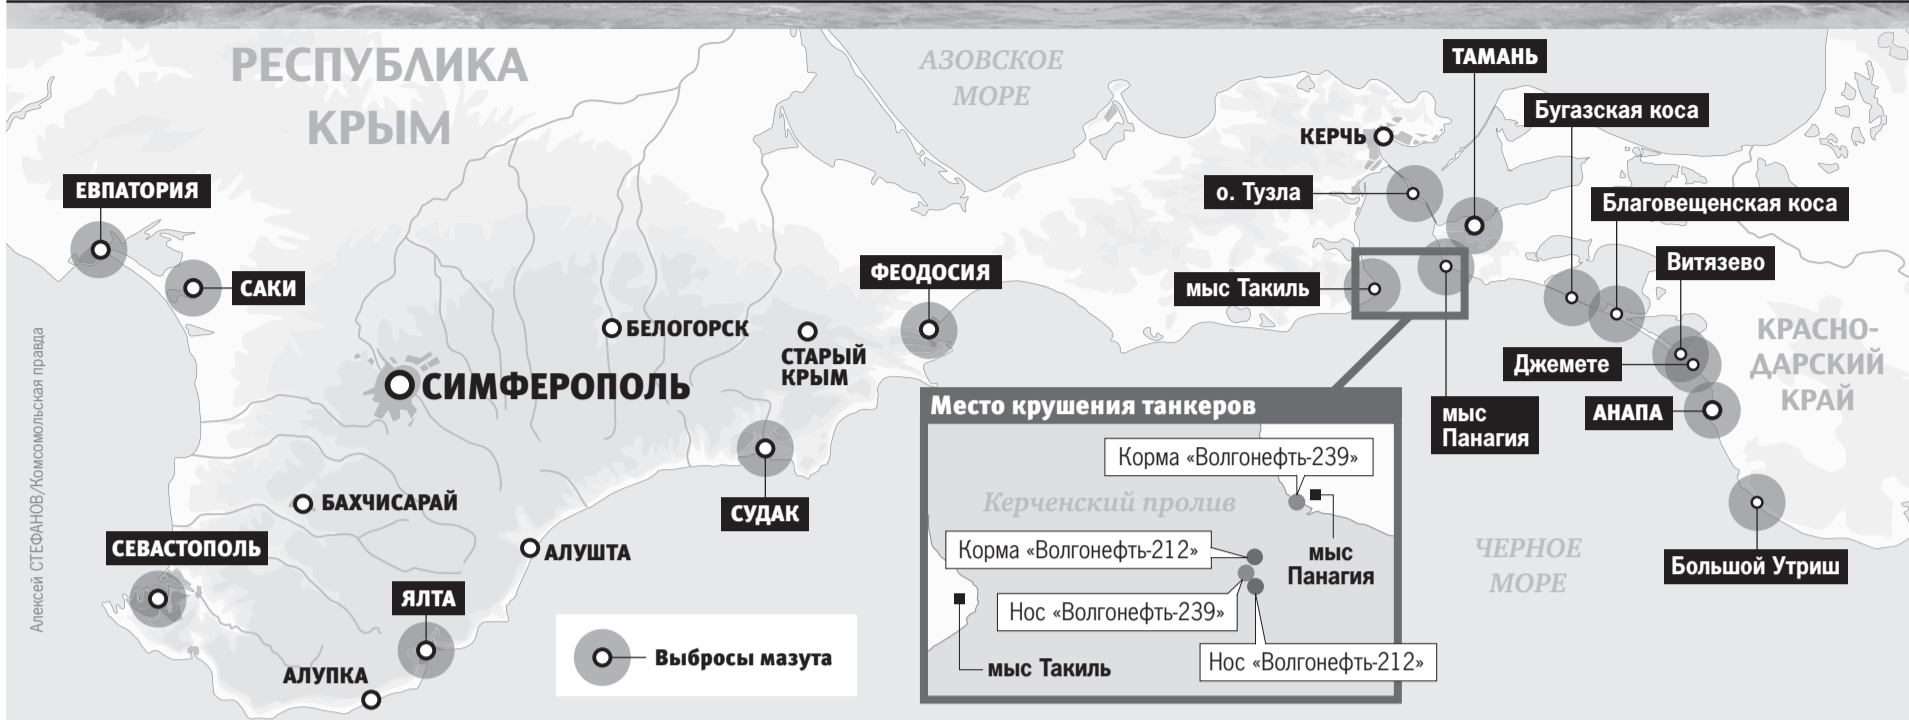 РЕСПУБЛИКА
КРЫМ
АЗОВСКОЕ
МОРЕ
ТАМАНЬ
Бугазская коса
КЕРЧЬ
о. Тузла
Благовещенская коса
ЕВПАТОРИЯ
САКИ
ФЕОДОСИЯ
мыс Такиль
Витязево
БЕЛОГОРСК
СТАРЫЙ
КРЫМ
СИМФЕРОПОЛЬ
Джемете
КРАСНО-
ДАРСКИЙ
КРАЙ
мыс
Панагия
АНАПА
Место крушения танкеров
Корма «Волгонефть-239»
Керченский пролив
Корма «Волгонефть-212»
мыс
Панагия
Нос «Волгонефть-239»
Нос «Волгонефть-212»
мыс Такиль
БАХЧИСАРАЙ
СУДАК
СЕВАСТОПОЛЬ
АЛУШТА
ЯЛТА
АЛУПКА
Выбросы мазута
ЧЕРНОЕ
МОРЕ
Большой Утриш
Алексей СТЕФАНОВ/Комсомольская правда